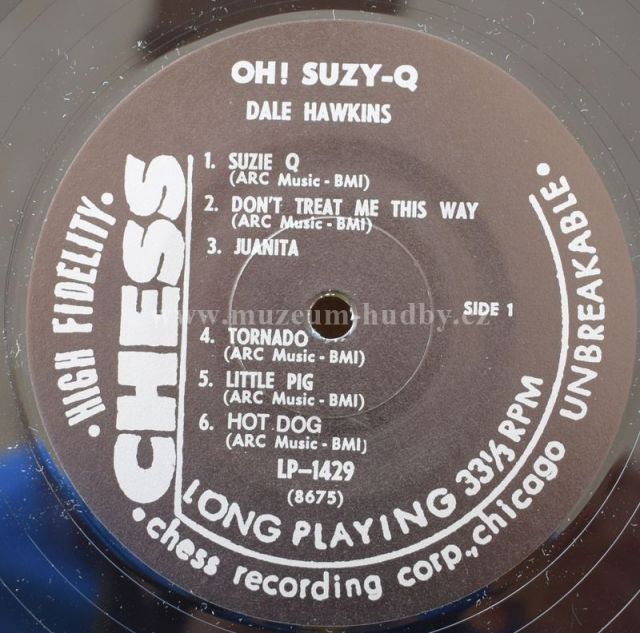 OH! SUZY-Q
DALE HAWKINS
1. SUZIE Q
(ARC Music - BMI)
2. DON'T TREAT ME THIS WAY
(ARC Music - BMI)
3. JUANITA
SIDE 1
www.muzeum-hudby.cz
4. TORNADO
(ARC Music - BMI)
5. LITTLE PIG
(ARC Music - BMI)
6. HOT DOG
(ARC Music - BMI)
LP-1429
(8675)
• HIGH FIDELITY •
CHESS
LONG PLAYING 33⅓ RPM
• chess recording corp., chicago UNBREAKABLE •